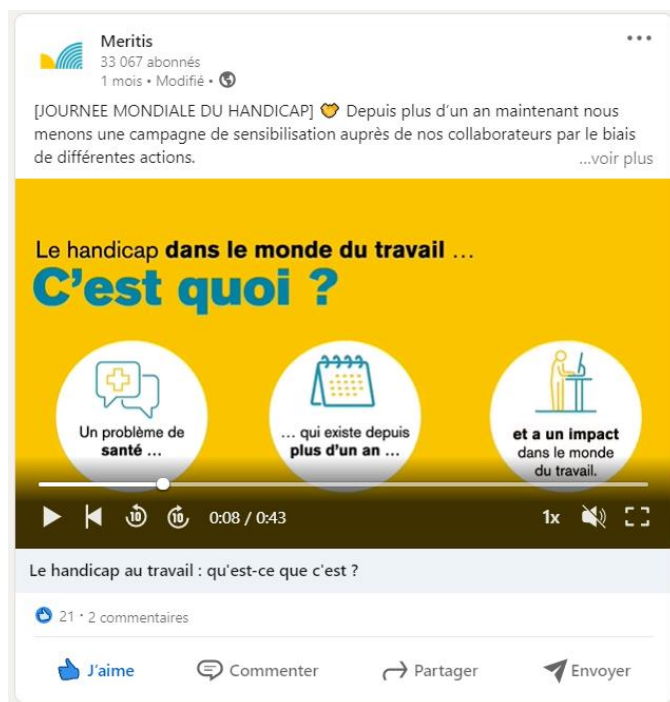 Meritis
33 067 abonnés
1 mois • Modifié •
[JOURNEE MONDIALE DU HANDICAP] Depuis plus d'un an maintenant nous
menons une campagne de sensibilisation auprès de nos collaborateurs par le biais
de différentes actions. ...voir plus
Le handicap dans le monde du travail ...
C'est quoi ?
Un problème de
santé ...
... qui existe depuis
plus d'un an ...
et a un impact
dans le monde
du travail.
10 10 0:08 / 0:43 1x
Le handicap au travail : qu'est-ce que c'est ?
21 · 2 commentaires
J'aime Commenter Partager Envoyer